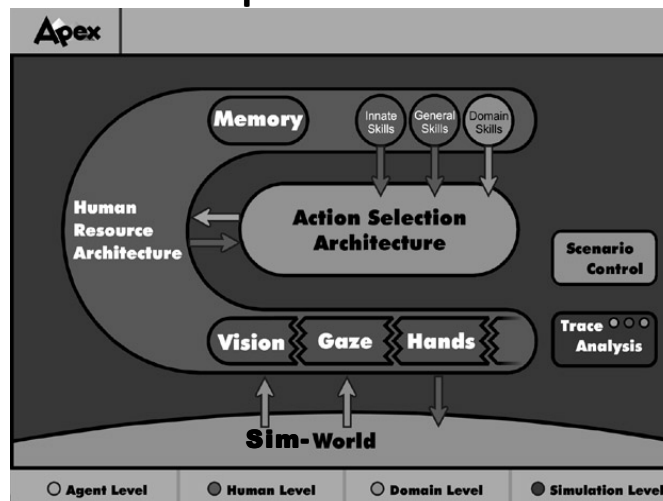 Apex
Memory
Innate
Skills
General
Skills
Domain
Skills
Human
Resource
Architecture
Action Selection
Architecture
Scenario
Control
Trace
Analysis
Vision
Gaze
Hands
Sim-World
Agent Level
Human Level
Domain Level
Simulation Level